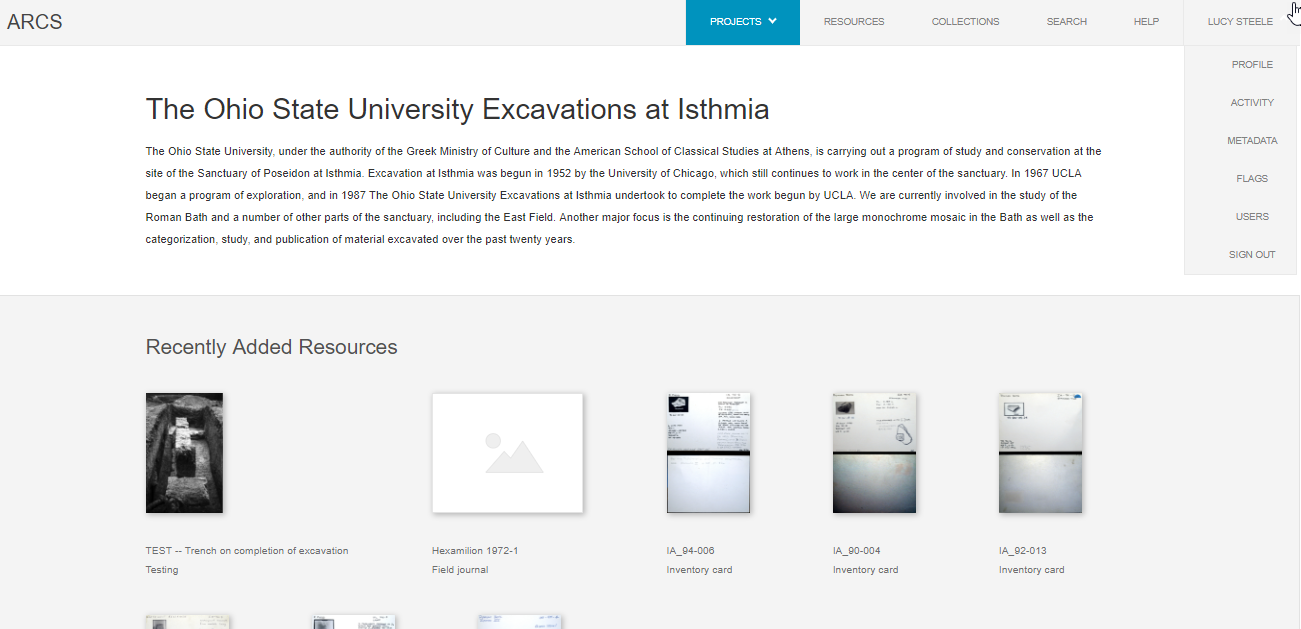 ARCS
PROJECTS
RESOURCES
COLLECTIONS
SEARCH
HELP
LUCY STEELE
PROFILE
ACTIVITY
METADATA
FLAGS
USERS
SIGN OUT
The Ohio State University Excavations at Isthmia
The Ohio State University, under the authority of the Greek Ministry of Culture and the American School of Classical Studies at Athens, is carrying out a program of study and conservation at the
site of the Sanctuary of Poseidon at Isthmia. Excavation at Isthmia was begun in 1952 by the University of Chicago, which still continues to work in the center of the sanctuary. In 1967 UCLA
began a program of exploration, and in 1987 The Ohio State University Excavations at Isthmia undertook to complete the work begun by UCLA. We are currently involved in the study of the
Roman Bath and a number of other parts of the sanctuary, including the East Field. Another major focus is the continuing restoration of the large monochrome mosaic in the Bath as well as the
categorization, study, and publication of material excavated over the past twenty years.
Recently Added Resources
TEST -- Trench on completion of excavation
Testing
Hexamilion 1972-1
Field journal
IA_94-006
Inventory card
IA_90-004
Inventory card
IA_92-013
Inventory card